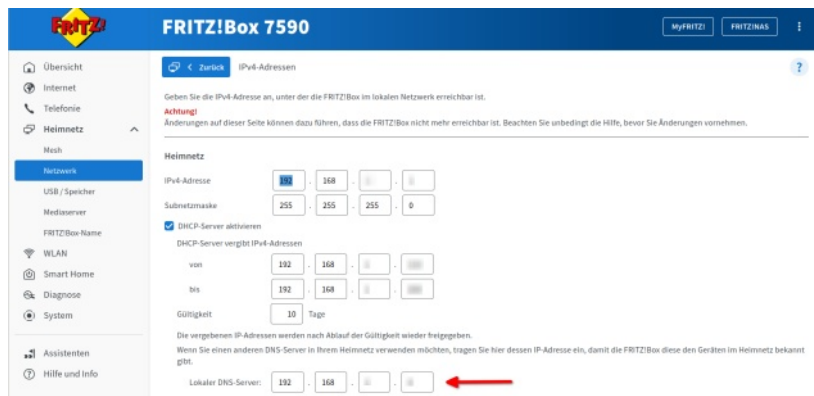 FRITZ!
FRITZ!Box 7590
MyFRITZ!
FRITZ!NAS
Übersicht
Internet
Telefonie
Heimnetz
Mesh
Netzwerk
USB / Speicher
Mediaserver
FRITZ!Box-Name
WLAN
Smart Home
Diagnose
System
Assistenten
Hilfe und Info
< Zurück IPv4-Adressen
?
Geben Sie die IPv4-Adresse an, unter der die FRITZ!Box im lokalen Netzwerk erreichbar ist.
Achtung!
Änderungen auf dieser Seite können dazu führen, dass die FRITZ!Box nicht mehr erreichbar ist. Beachten Sie unbedingt die Hilfe, bevor Sie Änderungen vornehmen.
Heimnetz
IPv4-Adresse 192 . 168 . .
Subnetzmaske 255 . 255 . 255 . 0
DHCP-Server aktivieren
DHCP-Server vergibt IPv4-Adressen
von 192 . 168 . .
bis 192 . 168 . .
Gültigkeit 10 Tage
Die vergebenen IP-Adressen werden nach Ablauf der Gültigkeit wieder freigegeben.
Wenn Sie einen anderen DNS-Server in Ihrem Heimnetz verwenden möchten, tragen Sie hier dessen IP-Adresse ein, damit die FRITZ!Box diese den Geräten im Heimnetz bekannt
gibt.
Lokaler DNS-Server: 192 . 168 . .